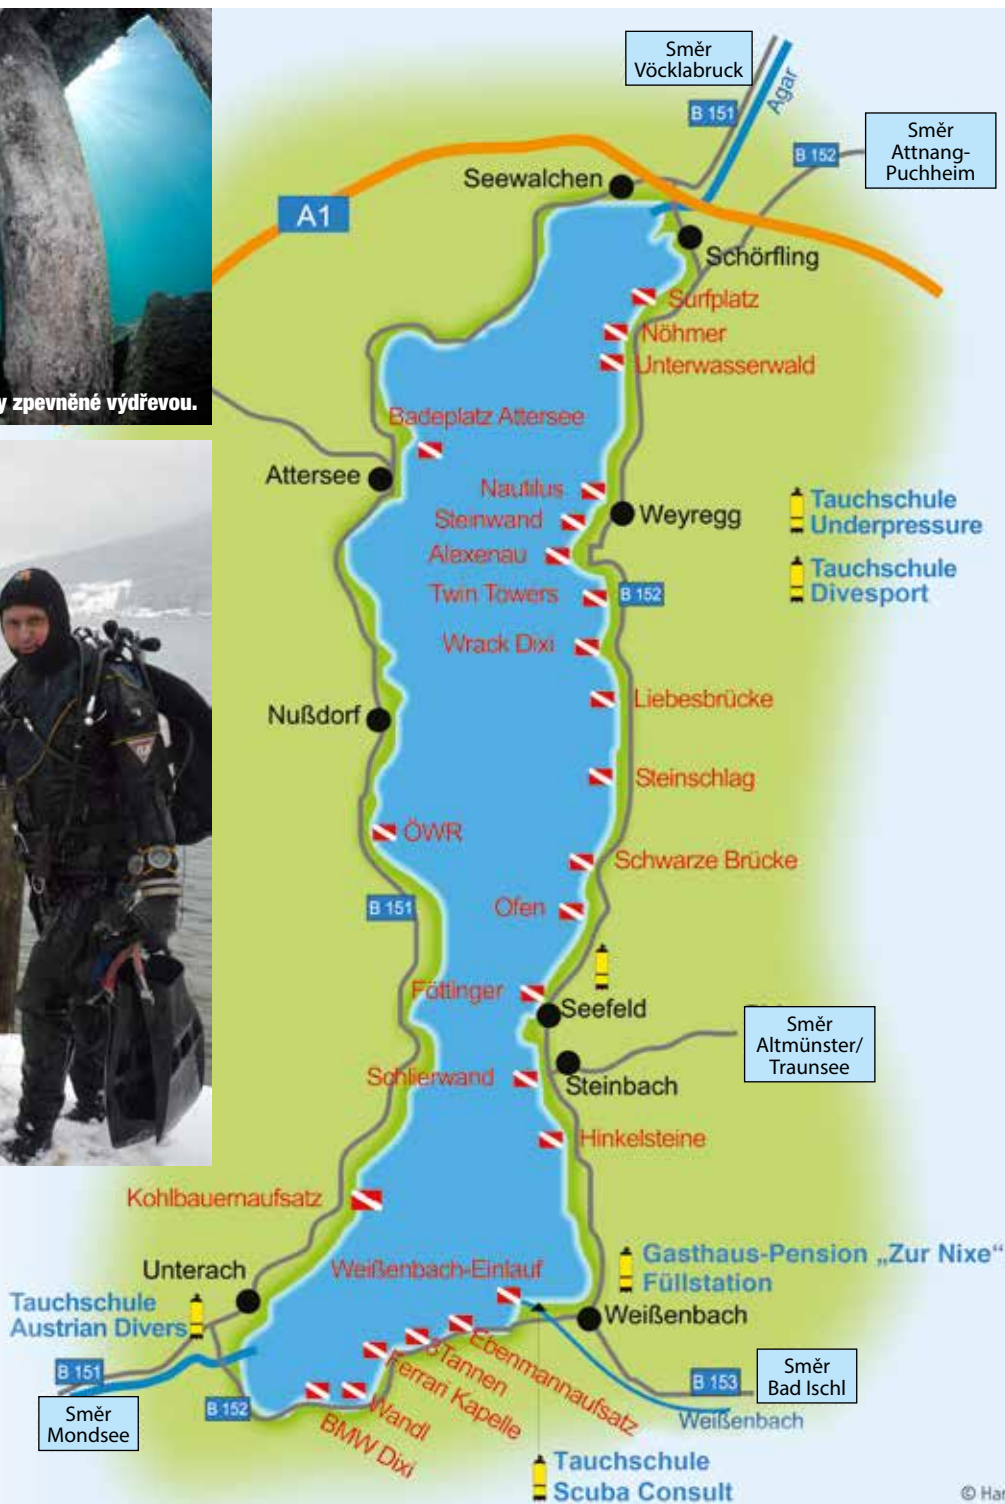 y zpevněné výdřevou.
Směr
Vöcklabruck
B 151
Agar
Směr
Attnang-
Puchheim
B 152
A1
Seewalchen
Schörfling
Surfplatz
Nöhmer
Unterwasserwald
Badeplatz Attersee
Attersee
Nautilus
Steinwand
Weyregg
Alexenau
Tauchschule
Underpressure
Tauchschule
Divesport
Twin Towers
B 152
Wrack Dixi
Liebesbrücke
Nußdorf
Steinschlag
ÖWR
Schwarze Brücke
B 151
Ofen
Föttinger
Seefeld
Směr
Altmünster/
Traunsee
Schlierwand
Steinbach
Hinkelsteine
Kohlbauernaufsatz
Unterach
Weißenbach-Einlauf
Gasthaus-Pension „Zur Nixe"
Füllstation
Weißenbach
Tauchschule
Austrian Divers
B 151
Směr
Mondsee
B 152
BMW Dixi
Wandl
Ferrari Kapelle
3Tannen
Ebenmannaufsatz
B 153
Směr
Bad Ischl
Weißenbach
Tauchschule
Scuba Consult
© Har